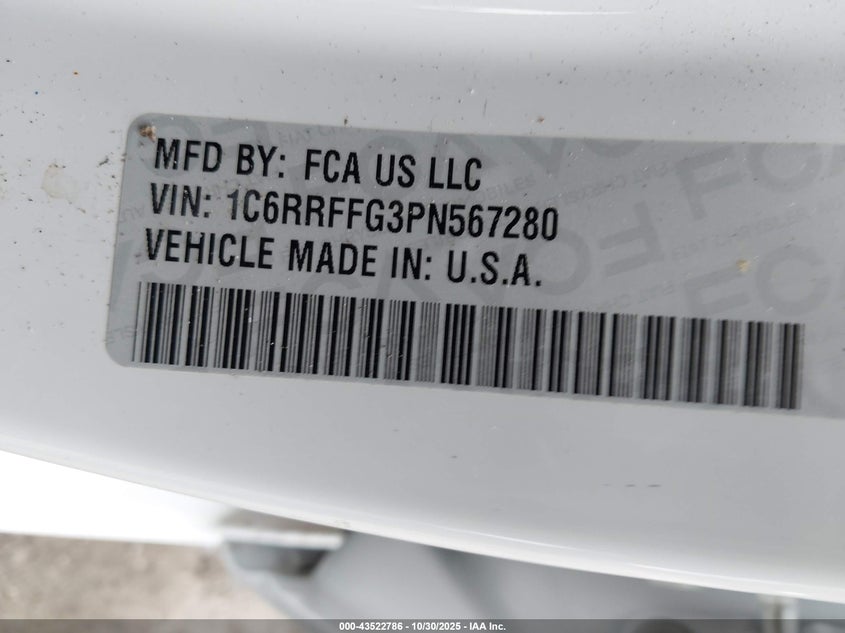 MFD BY: FCA US LLC
VIN: 1C6RRFFG3PN567280
VEHICLE MADE IN: U.S.A.
000-43522786 - 10/30/2025 - IAA Inc.